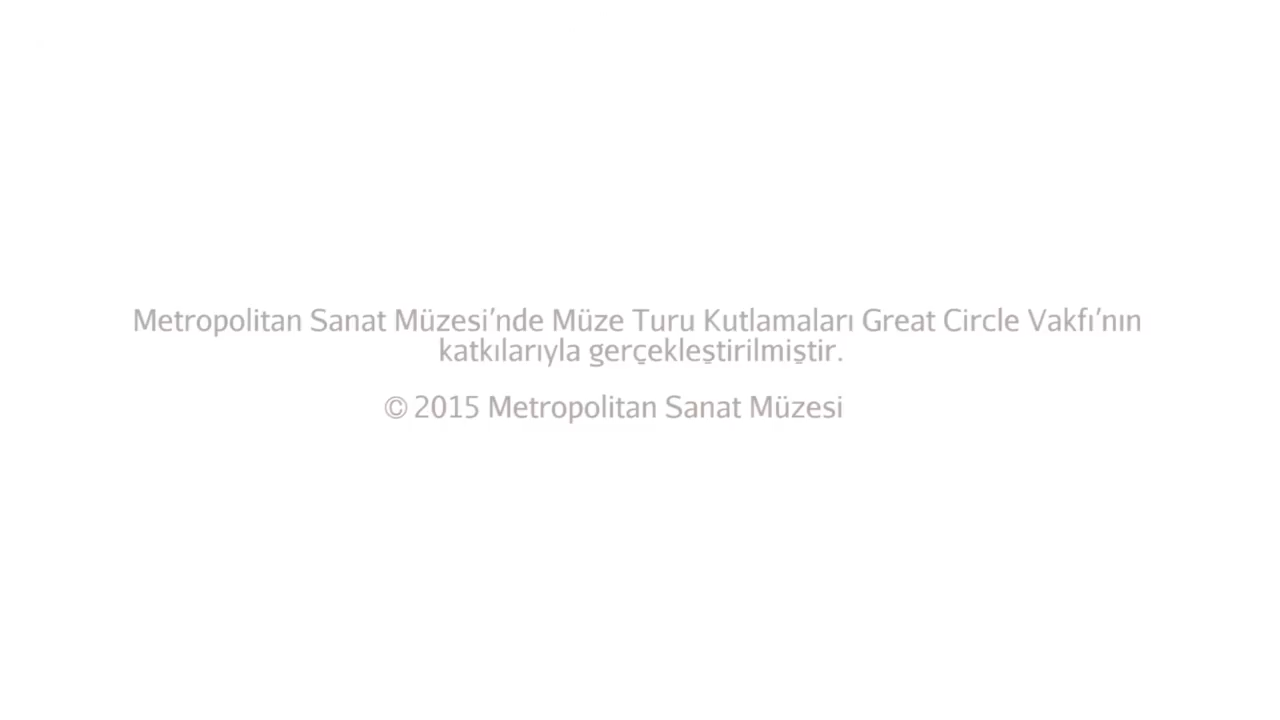 Metropolitan Sanat Müzesi’nde Müze Turu Kutlamaları Great Circle Vakfı’nın
katkılarıyla gerçekleştirilmiştir.
© 2015 Metropolitan Sanat Müzesi